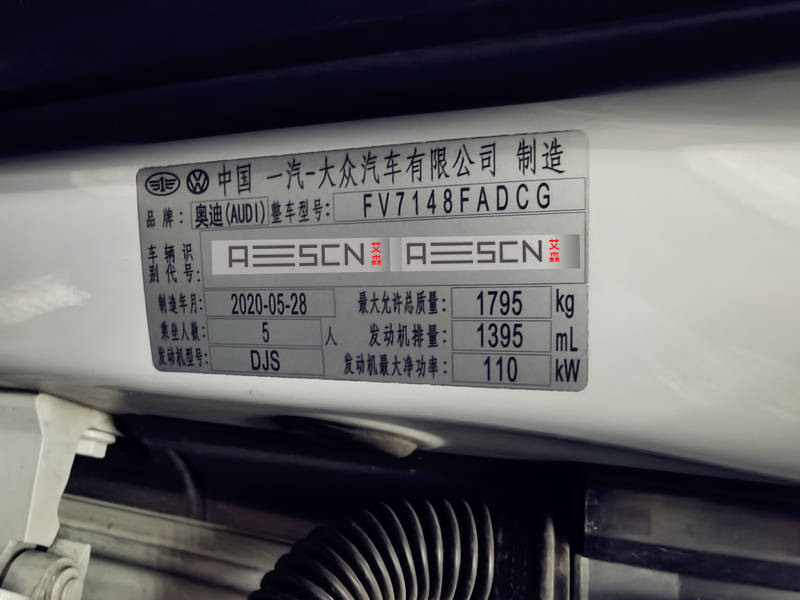 中国 一汽-大众汽车有限公司 制造
品牌: 奥迪(AUDI) 整车型号: FV7148FADCG
车辆识别代号: AESCN 艾森 AESCN 艾森
制造年月: 2020-05-28 最大允许总质量: 1795 kg
乘坐人数: 5 人 发动机排量: 1395 mL
发动机型号: DJS 发动机最大净功率: 110 kW